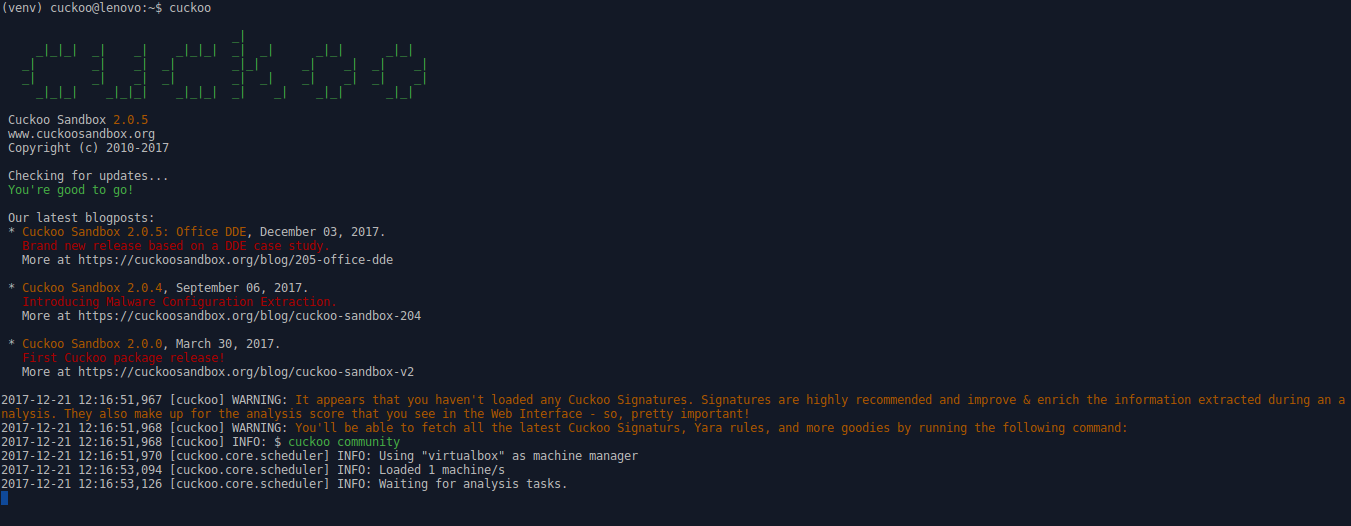 (venv) cuckoo@lenovo:~$ cuckoo
                                 _|
     _|_|_|  _|    _|    _|_|_|  _|  _|      _|_|      _|_|
   _|        _|    _|  _|        _|_|      _|    _|  _|    _|
   _|        _|    _|  _|        _|  _|    _|    _|  _|    _|
     _|_|_|    _|_|_|    _|_|_|  _|    _|    _|_|      _|_|
Cuckoo Sandbox 2.0.5
www.cuckoosandbox.org
Copyright (c) 2010-2017
Checking for updates...
You're good to go!
Our latest blogposts:
* Cuckoo Sandbox 2.0.5: Office DDE, December 03, 2017.
Brand new release based on a DDE case study.
More at https://cuckoosandbox.org/blog/205-office-dde
* Cuckoo Sandbox 2.0.4, September 06, 2017.
Introducing Malware Configuration Extraction.
More at https://cuckoosandbox.org/blog/cuckoo-sandbox-204
* Cuckoo Sandbox 2.0.0, March 30, 2017.
First Cuckoo package release!
More at https://cuckoosandbox.org/blog/cuckoo-sandbox-v2
2017-12-21 12:16:51,967 [cuckoo] WARNING: It appears that you haven't loaded any Cuckoo Signatures. Signatures are highly recommended and improve & enrich the information extracted during an a
nalysis. They also make up for the analysis score that you see in the Web Interface - so, pretty important!
2017-12-21 12:16:51,968 [cuckoo] WARNING: You'll be able to fetch all the latest Cuckoo Signaturs, Yara rules, and more goodies by running the following command:
2017-12-21 12:16:51,968 [cuckoo] INFO: $ cuckoo community
2017-12-21 12:16:51,970 [cuckoo.core.scheduler] INFO: Using "virtualbox" as machine manager
2017-12-21 12:16:53,094 [cuckoo.core.scheduler] INFO: Loaded 1 machine/s
2017-12-21 12:16:53,126 [cuckoo.core.scheduler] INFO: Waiting for analysis tasks.